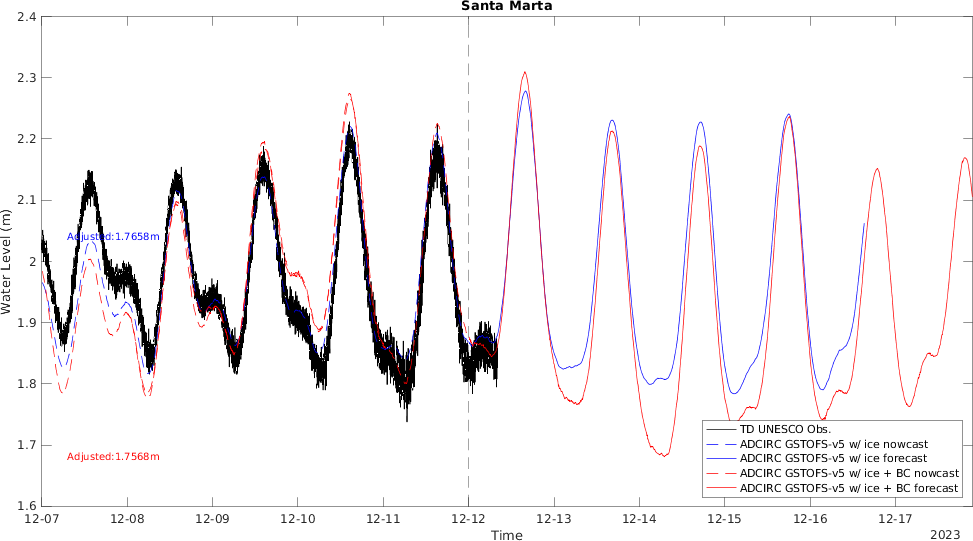 Santa Marta
2.4
2.3
2.2
2.1
2
1.9
1.8
1.7
1.6
Water Level (m)
Adjusted:1.7658m
Adjusted:1.7568m
TD UNESCO Obs.
ADCIRC GSTOFS-v5 w/ ice nowcast
ADCIRC GSTOFS-v5 w/ ice forecast
ADCIRC GSTOFS-v5 w/ ice + BC nowcast
ADCIRC GSTOFS-v5 w/ ice + BC forecast
12-07 12-08 12-09 12-10 12-11 12-12 12-13 12-14 12-15 12-16 12-17
Time
2023